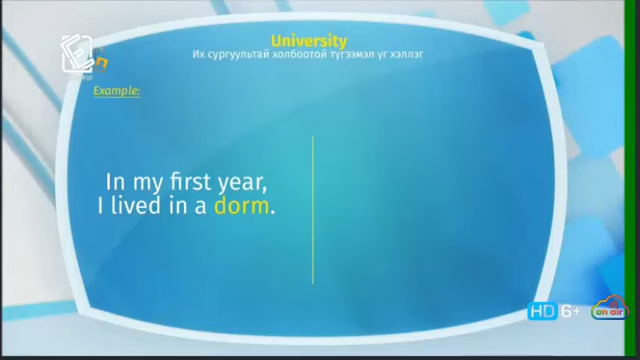 University
Их сургуультай холбоотой түгээмэл үг хэллэг
Example:
In my first year,
I lived in a dorm.
HD 6+ on air